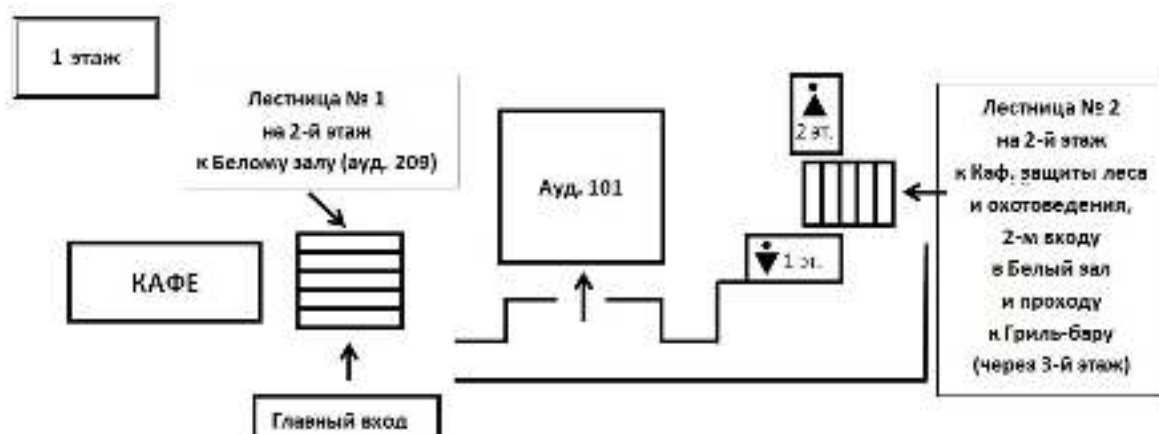 1 этаж
Лестница № 1
на 2-й этаж
к Белому залу (ауд. 209)
КАФЕ
Главный вход
Ауд. 101
2 эт.
1 эт.
Лестница № 2
на 2-й этаж
к Каф. защиты леса
и охотоведения,
2-м входу
в Белый зал
и проходу
к Гриль-бару
(через 3-й этаж)